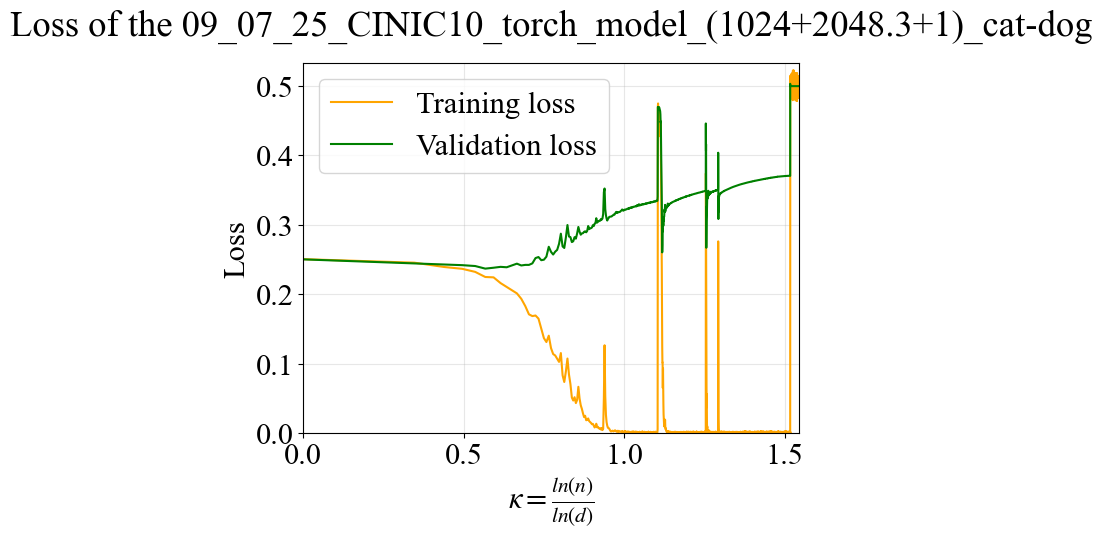 Loss of the 09_07_25_CINIC10_torch_model_(1024+2048.3+1)_cat-dog
Training loss
Validation loss
Loss
0.5
0.4
0.3
0.2
0.1
0.0
0.0 0.5 1.0 1.5
κ = ln(n)/ln(d)